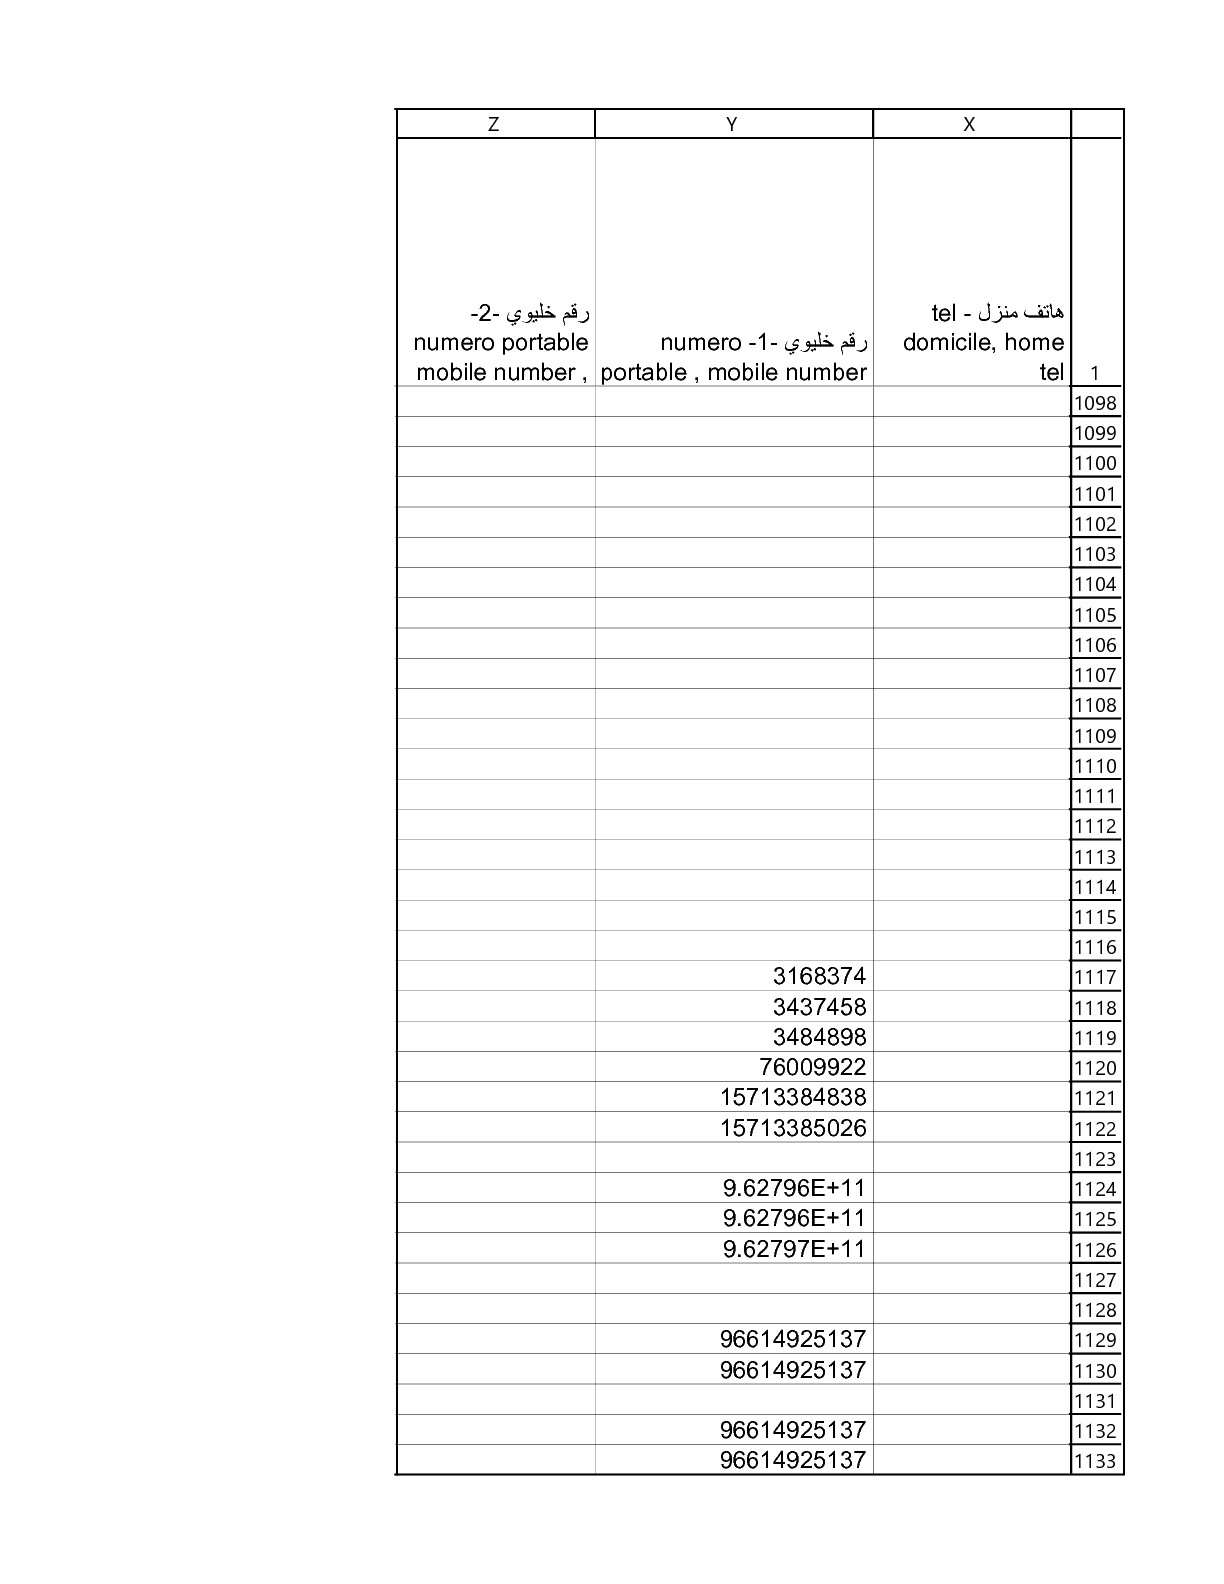 Z Y X
رقم خليوي -2-
numero portable
mobile number ,
رقم خليوي -1- numero
portable , mobile number
هاتف منزل - tel
domicile, home
tel
1
1098
1099
1100
1101
1102
1103
1104
1105
1106
1107
1108
1109
1110
1111
1112
1113
1114
1115
1116
3168374 1117
3437458 1118
3484898 1119
76009922 1120
15713384838 1121
15713385026 1122
1123
9.62796E+11 1124
9.62796E+11 1125
9.62797E+11 1126
1127
1128
96614925137 1129
96614925137 1130
1131
96614925137 1132
96614925137 1133